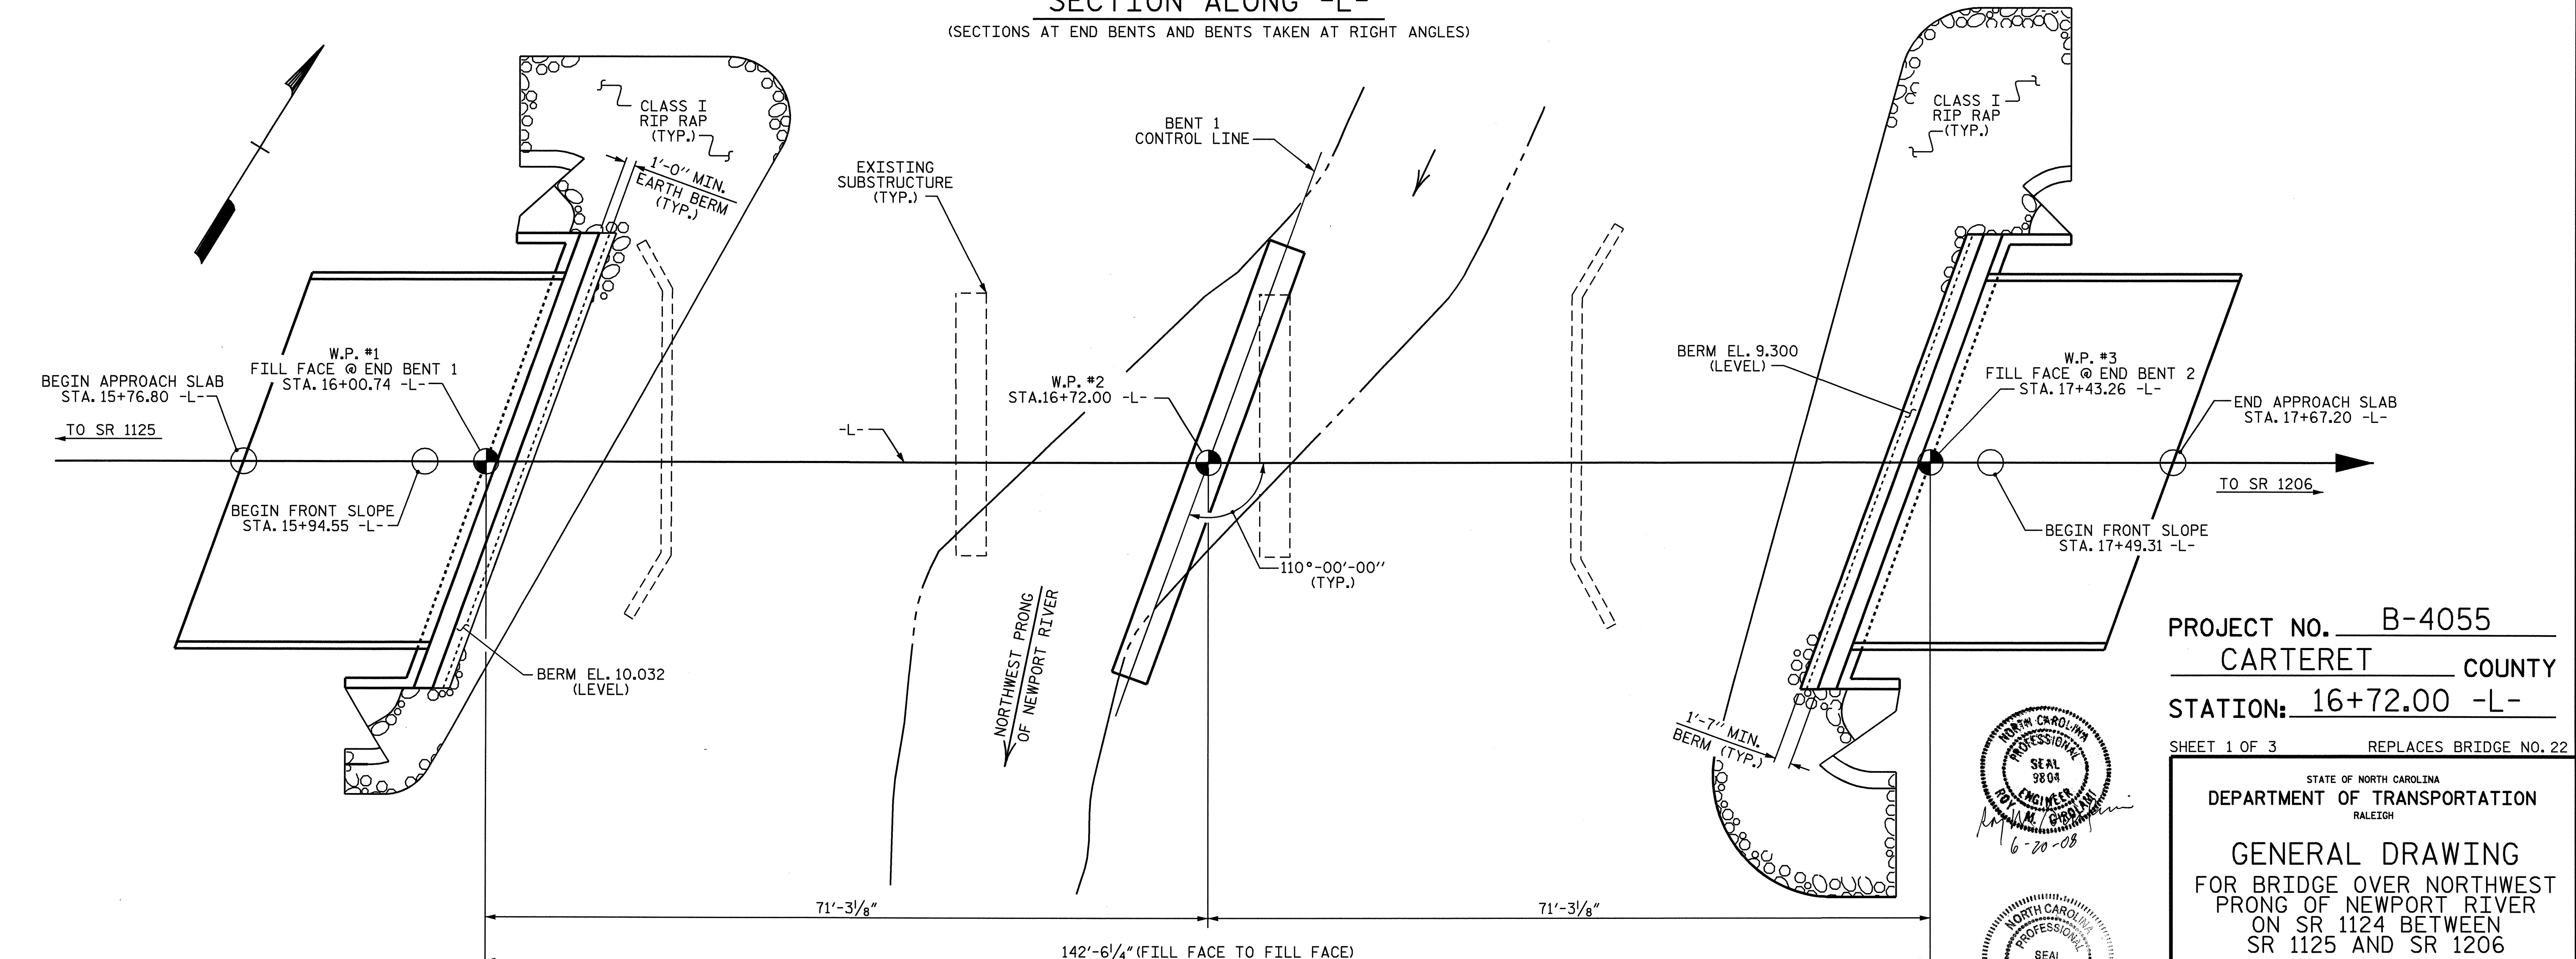 SECTION ALONG -L-
(SECTIONS AT END BENTS AND BENTS TAKEN AT RIGHT ANGLES)
CLASS I
RIP RAP
(TYP.)
1'-0" MIN.
EARTH BERM
(TYP.)
EXISTING
SUBSTRUCTURE
(TYP.)
BENT 1
CONTROL LINE
CLASS I
RIP RAP
(TYP.)
BEGIN APPROACH SLAB
STA. 15+76.80 -L-
W.P. #1
FILL FACE @ END BENT 1
STA. 16+00.74 -L-
TO SR 1125
BEGIN FRONT SLOPE
STA. 15+94.55 -L-
-L-
W.P. #2
STA.16+72.00 -L-
BERM EL. 9.300
(LEVEL)
W.P. #3
FILL FACE @ END BENT 2
STA. 17+43.26 -L-
END APPROACH SLAB
STA. 17+67.20 -L-
TO SR 1206
BEGIN FRONT SLOPE
STA. 17+49.31 -L-
110°-00'-00"
(TYP.)
BERM EL. 10.032
(LEVEL)
NORTHWEST PRONG
OF NEWPORT RIVER
1'-7" MIN.
BERM (TYP.)
71'-3⅛"
71'-3⅛"
142'-6¼" (FILL FACE TO FILL FACE)
PROJECT NO. B-4055
CARTERET COUNTY
STATION: 16+72.00 -L-
SHEET 1 OF 3 REPLACES BRIDGE NO. 22
NORTH CAROLINA
PROFESSIONAL
SEAL
9804
ENGINEER
ROY M. GIROLAMI
6-20-08
STATE OF NORTH CAROLINA
DEPARTMENT OF TRANSPORTATION
RALEIGH
GENERAL DRAWING
FOR BRIDGE OVER NORTHWEST
PRONG OF NEWPORT RIVER
ON SR 1124 BETWEEN
SR 1125 AND SR 1206
NORTH CAROLINA
PROFESSIONAL
SEAL